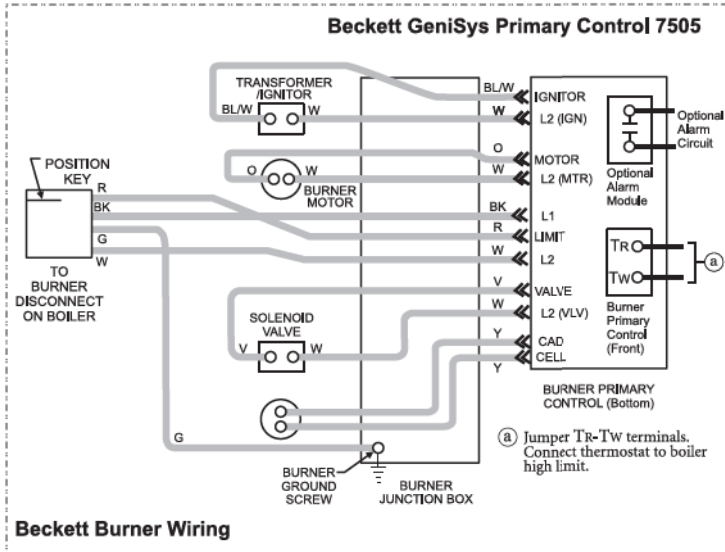 Beckett GeniSys Primary Control 7505
TRANSFORMER
/IGNITOR
BL/W
W
BL/W
IGNITOR
W
L2 (IGN)
Optional
Alarm
Circuit
O
MOTOR
W
L2 (MTR)
Optional
Alarm
Module
O
W
BURNER
MOTOR
POSITION
KEY
R
BK
G
W
TO
BURNER
DISCONNECT
ON BOILER
BK
L1
R
LIMIT
W
L2
V
VALVE
W
L2 (VLV)
Y
CAD
CELL
Y
TR
TW
a
Burner
Primary
Control
(Front)
SOLENOID
VALVE
V
W
BURNER PRIMARY
CONTROL (Bottom)
G
a Jumper TR-TW terminals.
Connect thermostat to boiler
high limit.
BURNER
GROUND
SCREW
BURNER
JUNCTION BOX
Beckett Burner Wiring